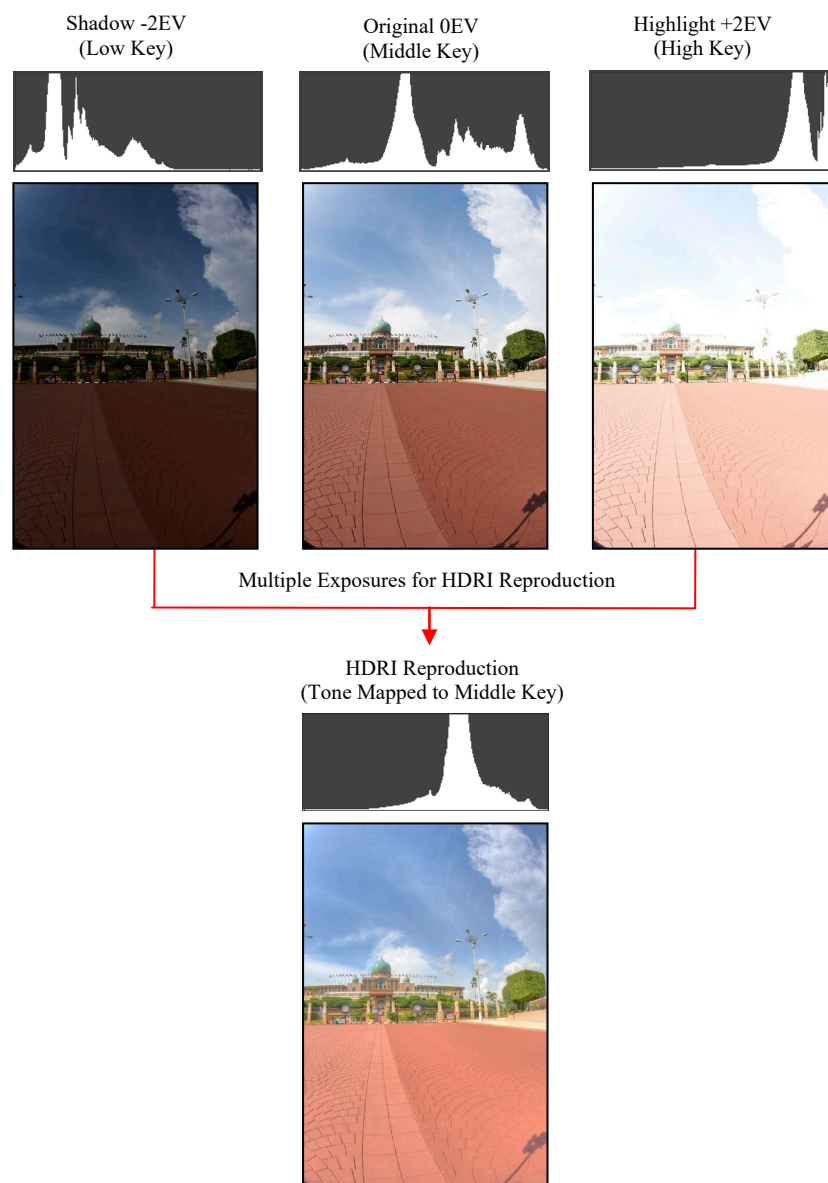 Shadow -2EV
(Low Key)
Original 0EV
(Middle Key)
Highlight +2EV
(High Key)
Multiple Exposures for HDRI Reproduction
HDRI Reproduction
(Tone Mapped to Middle Key)